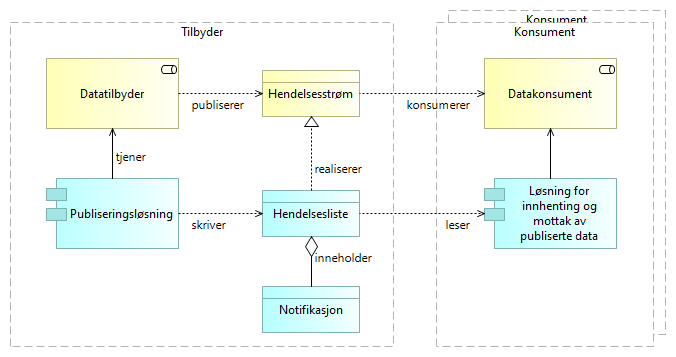 Konsument
Tilbyder
Konsument
Datatilbyder
publiserer
Hendelsesstrøm
konsumerer
Datakonsument
tjener
realiserer
Publiseringsløsning
skriver
Hendelsesliste
leser
Løsning for
innhenting og
mottak av
publiserte data
inneholder
Notifikasjon